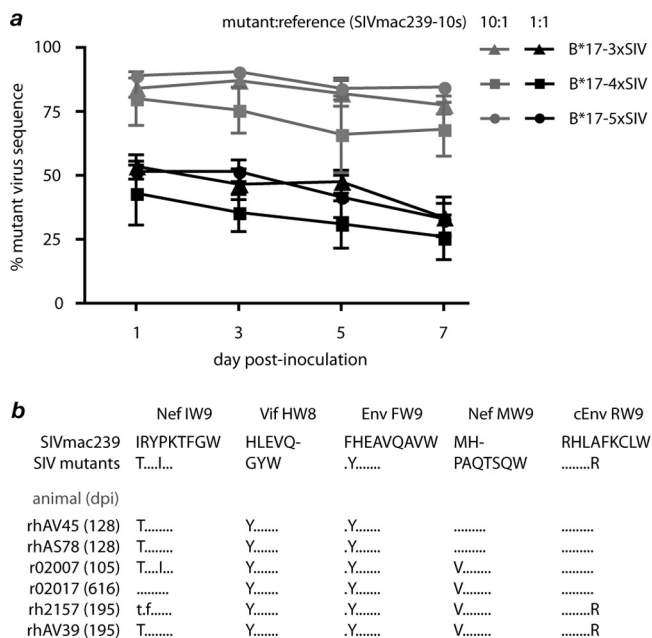 a
mutant:reference (SIVmac239-10s) 10:1 1:1
B*17-3xSIV
B*17-4xSIV
B*17-5xSIV
% mutant virus sequence
100
75
50
25
0
1 3 5 7
day post-inoculation
b
Nef IW9 Vif HW8 Env FW9 Nef MW9 cEnv RW9
SIVmac239 IRYPKTFGW HLEVQ- FHEAVQAVW MH- RHLAFKCLW
SIV mutants T....I... GYW .Y....... PAQTSQW ........R
animal (dpi)
rhAV45 (128) T........ Y....... .Y....... ......... .........
rhAS78 (128) T........ Y....... .Y....... ......... .........
r02007 (105) T....I... Y....... .Y....... V........ .........
r02017 (616) ......... Y....... .Y....... V........ .........
rh2157 (195) t.f...... Y....... .Y....... V........ ........R
rhAV39 (195) T........ Y....... .Y....... V........ ........R